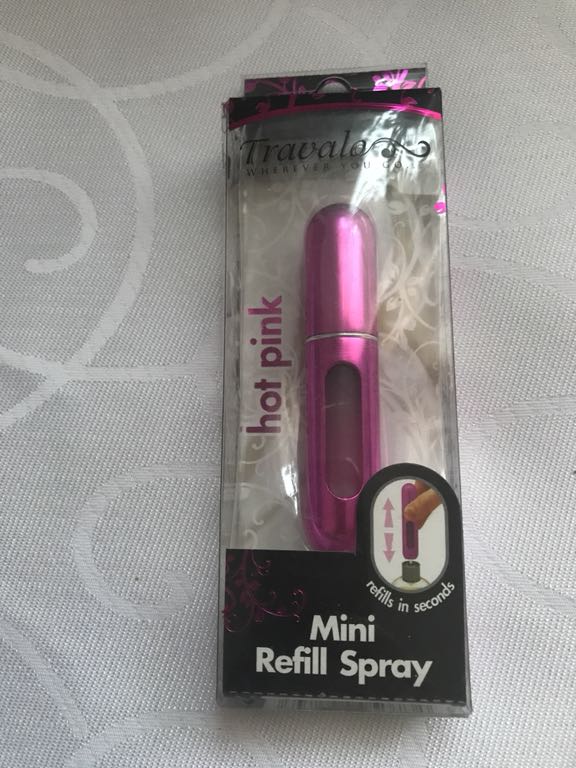 Travalo
WHEREVER YOU GO...
hot pink
refills in seconds
Mini
Refill Spray